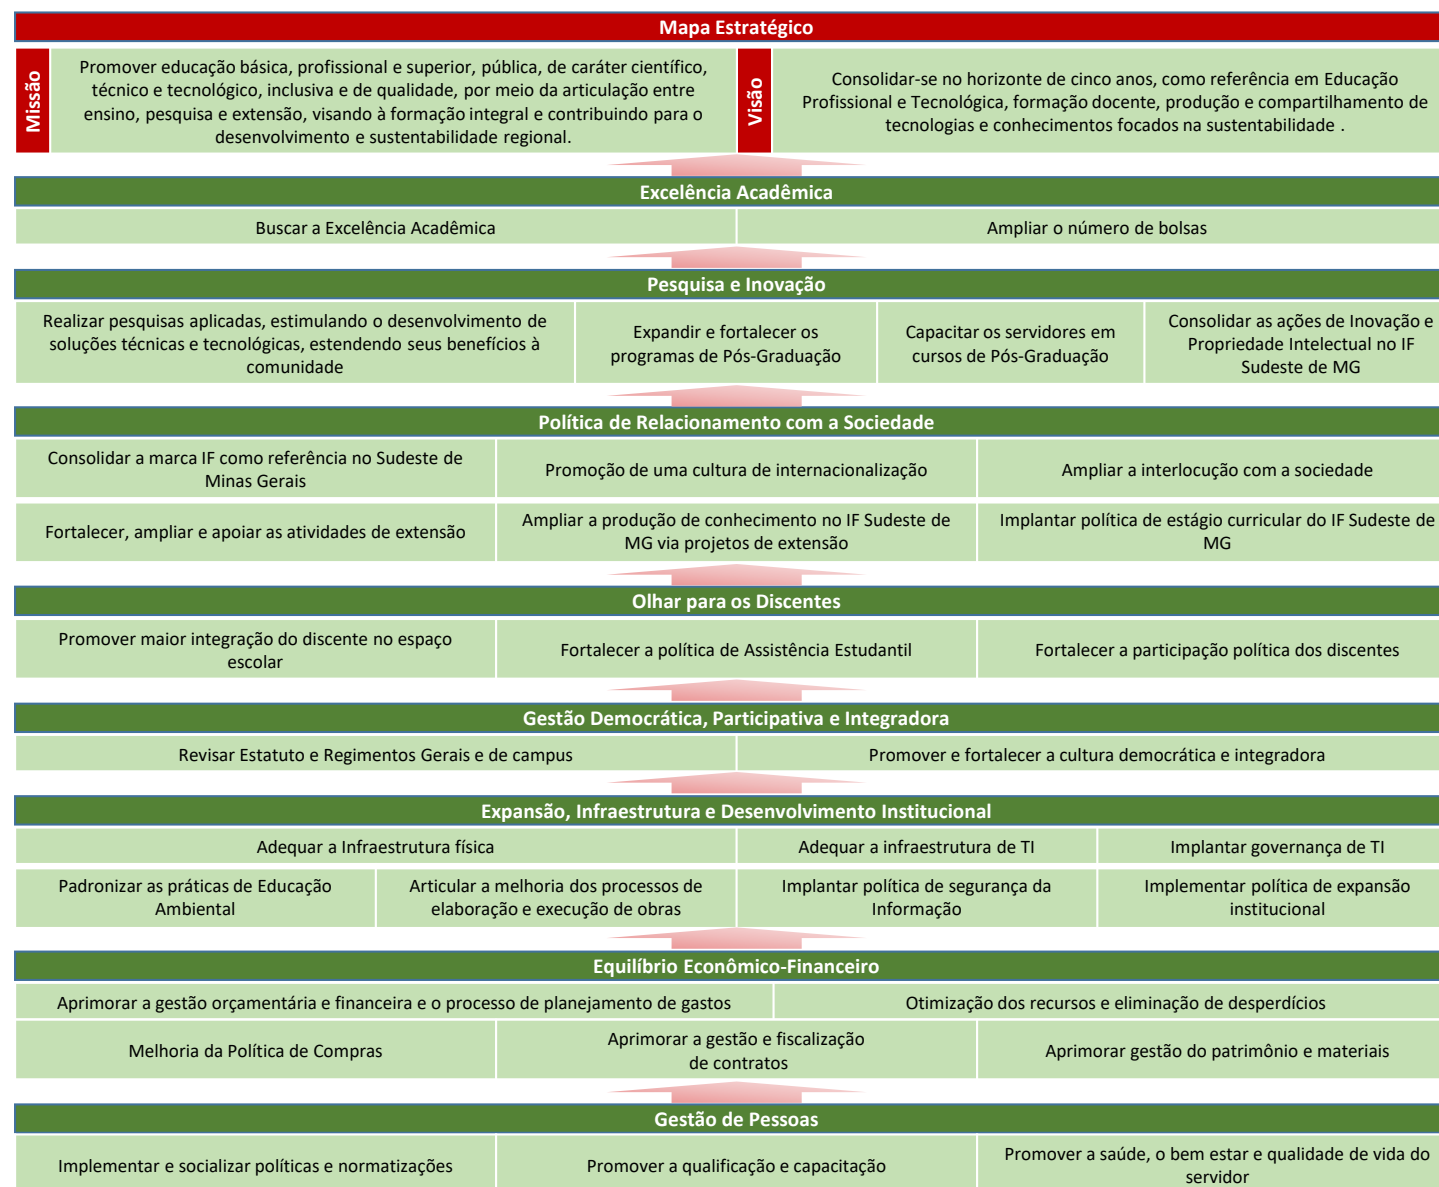 Mapa Estratégico
Missão
Promover educação básica, profissional e superior, pública, de caráter científico,
técnico e tecnológico, inclusiva e de qualidade, por meio da articulação entre
ensino, pesquisa e extensão, visando à formação integral e contribuindo para o
desenvolvimento e sustentabilidade regional.
Visão
Consolidar-se no horizonte de cinco anos, como referência em Educação
Profissional e Tecnológica, formação docente, produção e compartilhamento de
tecnologias e conhecimentos focados na sustentabilidade .
Excelência Acadêmica
Buscar a Excelência Acadêmica
Ampliar o número de bolsas
Pesquisa e Inovação
Realizar pesquisas aplicadas, estimulando o desenvolvimento de
soluções técnicas e tecnológicas, estendendo seus benefícios à
comunidade
Expandir e fortalecer os
programas de Pós-Graduação
Capacitar os servidores em
cursos de Pós-Graduação
Consolidar as ações de Inovação e
Propriedade Intelectual no IF
Sudeste de MG
Política de Relacionamento com a Sociedade
Consolidar a marca IF como referência no Sudeste de
Minas Gerais
Promoção de uma cultura de internacionalização
Ampliar a interlocução com a sociedade
Fortalecer, ampliar e apoiar as atividades de extensão
Ampliar a produção de conhecimento no IF Sudeste de
MG via projetos de extensão
Implantar política de estágio curricular do IF Sudeste de
MG
Olhar para os Discentes
Promover maior integração do discente no espaço
escolar
Fortalecer a política de Assistência Estudantil
Fortalecer a participação política dos discentes
Gestão Democrática, Participativa e Integradora
Revisar Estatuto e Regimentos Gerais e de campus
Promover e fortalecer a cultura democrática e integradora
Expansão, Infraestrutura e Desenvolvimento Institucional
Adequar a Infraestrutura física
Adequar a infraestrutura de TI
Implantar governança de TI
Padronizar as práticas de Educação
Ambiental
Articular a melhoria dos processos de
elaboração e execução de obras
Implantar política de segurança da
Informação
Implementar política de expansão
institucional
Equilíbrio Econômico-Financeiro
Aprimorar a gestão orçamentária e financeira e o processo de planejamento de gastos
Otimização dos recursos e eliminação de desperdícios
Melhoria da Política de Compras
Aprimorar a gestão e fiscalização
de contratos
Aprimorar gestão do patrimônio e materiais
Gestão de Pessoas
Implementar e socializar políticas e normatizações
Promover a qualificação e capacitação
Promover a saúde, o bem estar e qualidade de vida do
servidor